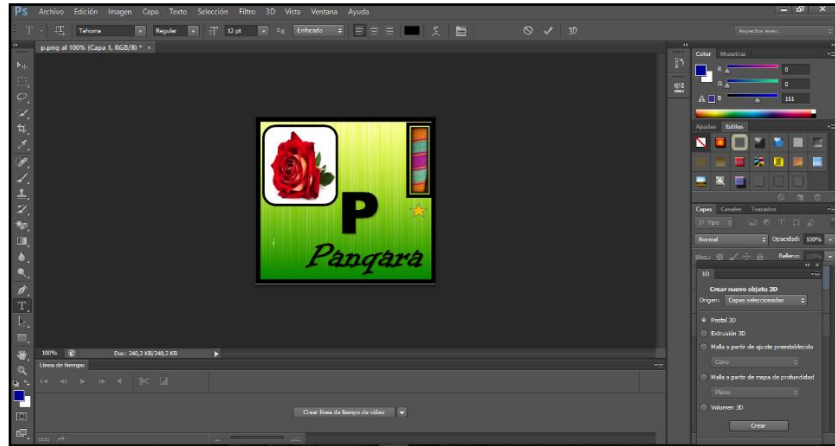 Ps Archivo Edición Imagen Capa Texto Selección Filtro 3D Vista Ventana Ayuda
T Tahoma Regular 12 pt Enfocado 3D
p.png al 100% (Capa 1, RGB/8) * ×
P
Panqara
100% Doc: 240,2 KB/240,2 KB
Línea de tiempo
Crear línea de tiempo de vídeo
Color Muestras
R 0
G 0
B 151
Ajustes Estilos
Capas Canales Trazados
Tipo
Normal Opacidad: 100%
Relleno:
3D
Crear nuevo objeto 3D
Origen: Capas seleccionadas
Postal 3D
Extrusión 3D
Malla a partir de ajuste preestablecido
Cono
Malla a partir de mapa de profundidad
Plano
Volumen 3D
Crear